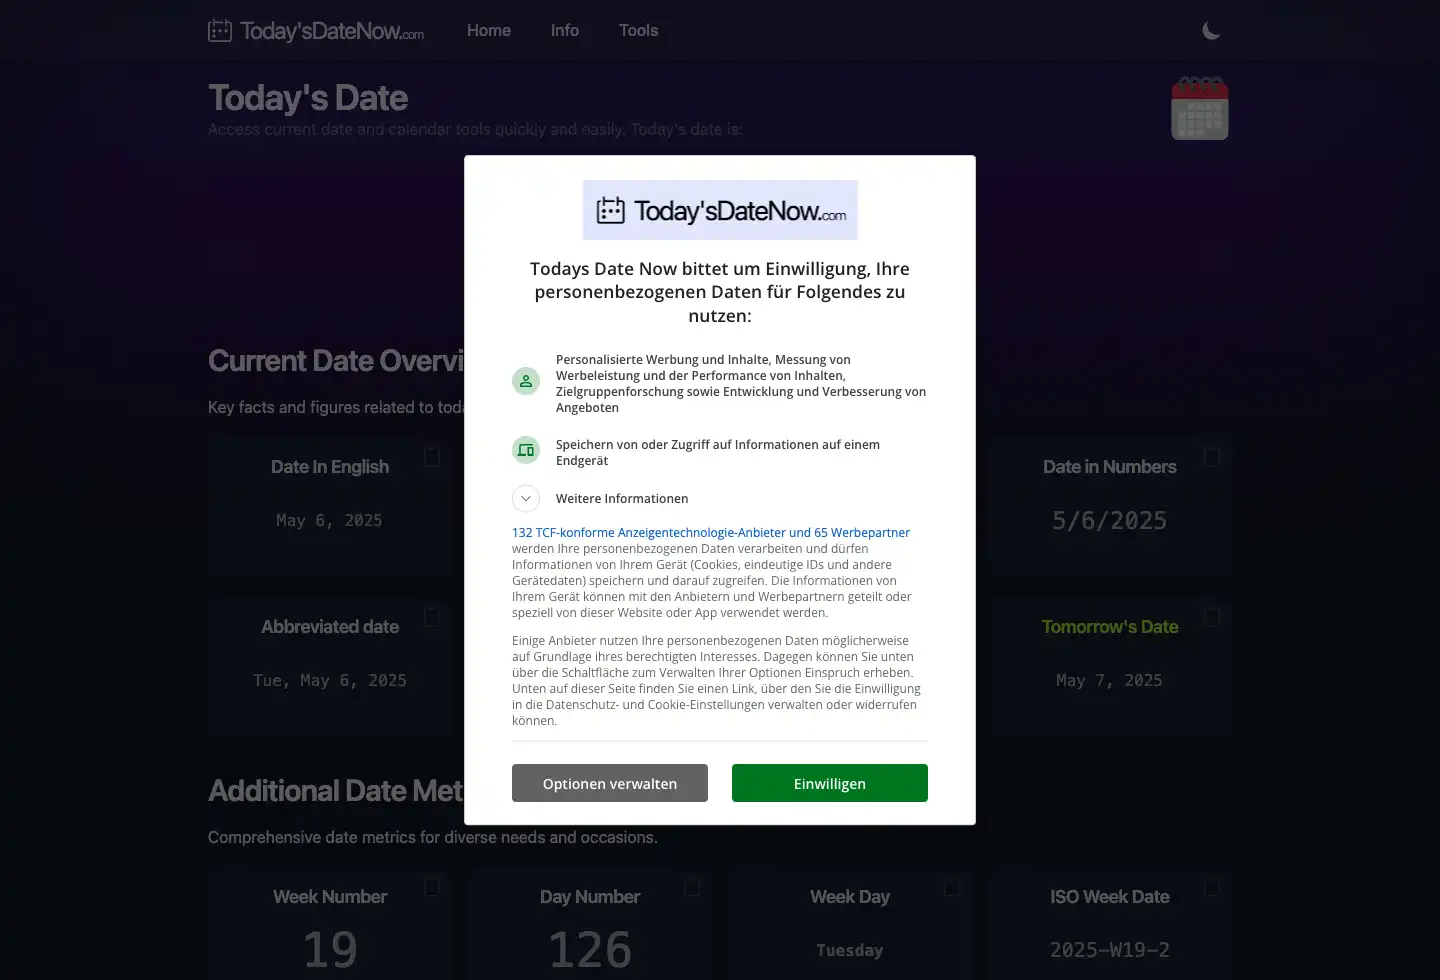 Today'sDateNow.com
Home
Info
Tools
Today's Date
Access current date and calendar tools quickly and easily. Today's date is:
Today'sDateNow.com
Todays Date Now bittet um Einwilligung, Ihre
personenbezogenen Daten für Folgendes zu
nutzen:
Personalisierte Werbung und Inhalte, Messung von
Werbeleistung und der Performance von Inhalten,
Zielgruppenforschung sowie Entwicklung und Verbesserung von
Angeboten
Speichern von oder Zugriff auf Informationen auf einem
Endgerät
Weitere Informationen
132 TCF-konforme Anzeigentechnologie-Anbieter und 65 Werbepartner
werden Ihre personenbezogenen Daten verarbeiten und dürfen
Informationen von Ihrem Gerät (Cookies, eindeutige IDs und andere
Gerätedaten) speichern und darauf zugreifen. Die Informationen von
Ihrem Gerät können mit den Anbietern und Werbepartnern geteilt oder
speziell von dieser Website oder App verwendet werden.
Einige Anbieter nutzen Ihre personenbezogenen Daten möglicherweise
auf Grundlage ihres berechtigten Interesses. Dagegen können Sie unten
über die Schaltfläche zum Verwalten Ihrer Optionen Einspruch erheben.
Unten auf dieser Seite finden Sie einen Link, über den Sie die Einwilligung
in die Datenschutz- und Cookie-Einstellungen verwalten oder widerrufen
können.
Optionen verwalten
Einwilligen
Current Date Overvi
Key facts and figures related to toda
Date In English
May 6, 2025
Date in Numbers
5/6/2025
Abbreviated date
Tue, May 6, 2025
Tomorrow's Date
May 7, 2025
Additional Date Met
Comprehensive date metrics for diverse needs and occasions.
Week Number
19
Day Number
126
Week Day
Tuesday
ISO Week Date
2025-W19-2